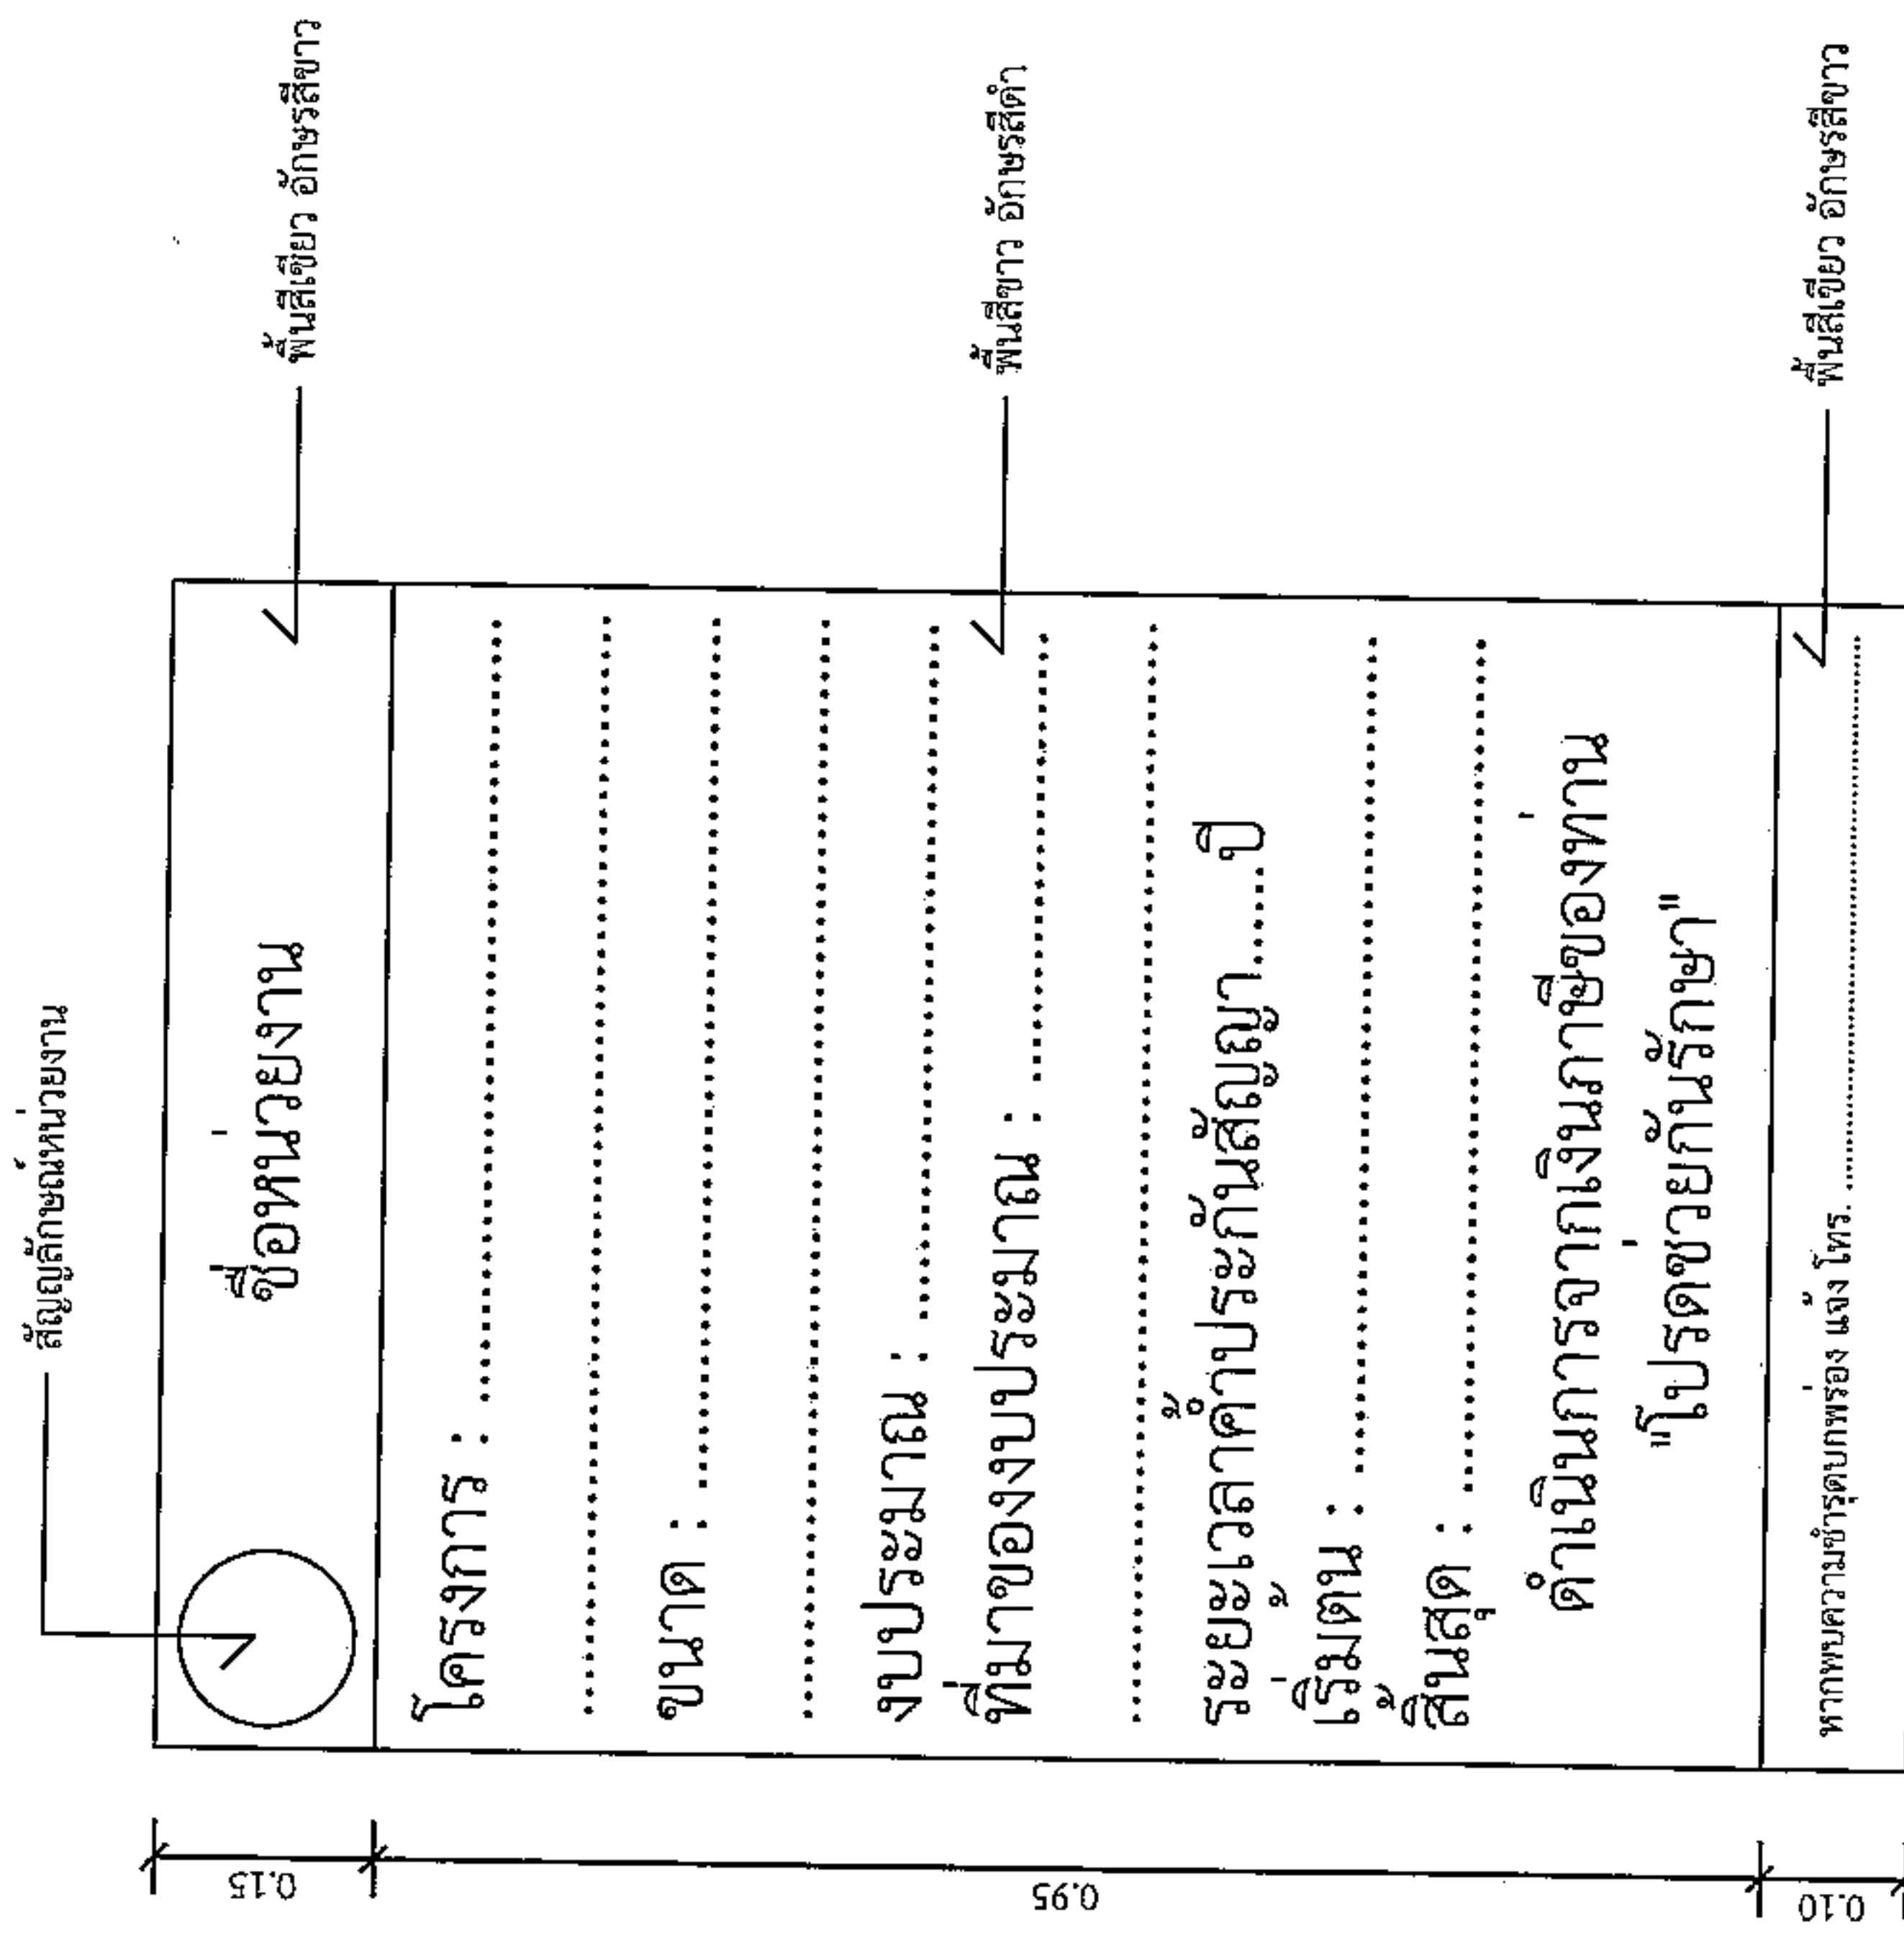 สัญญลักษณ์หน่วยงาน
ชื่อหน่วยงาน
พื้นสีเขียว อักษรสีขาว
0.15
โครงการ : ........................................
........................................
ขนาด : ........................................
........................................
งบประมาณ : ........................................
ที่มาของงบประมาณ : ........................................
........................................
พื้นสีขาว อักษรสีดำ
0.95
ระยะเวลาค้ำประกันสัญญา.......ปี
เริ่มต้น : ........................................
สิ้นสุด : ........................................
ดำเนินการจากเงินภาษีของท่าน
"โปรดช่วยกันรักษา"
หากพบความชำรุดบกพร่อง แจ้ง โทร. ........................................
พื้นสีเขียว อักษรสีขาว
0.10